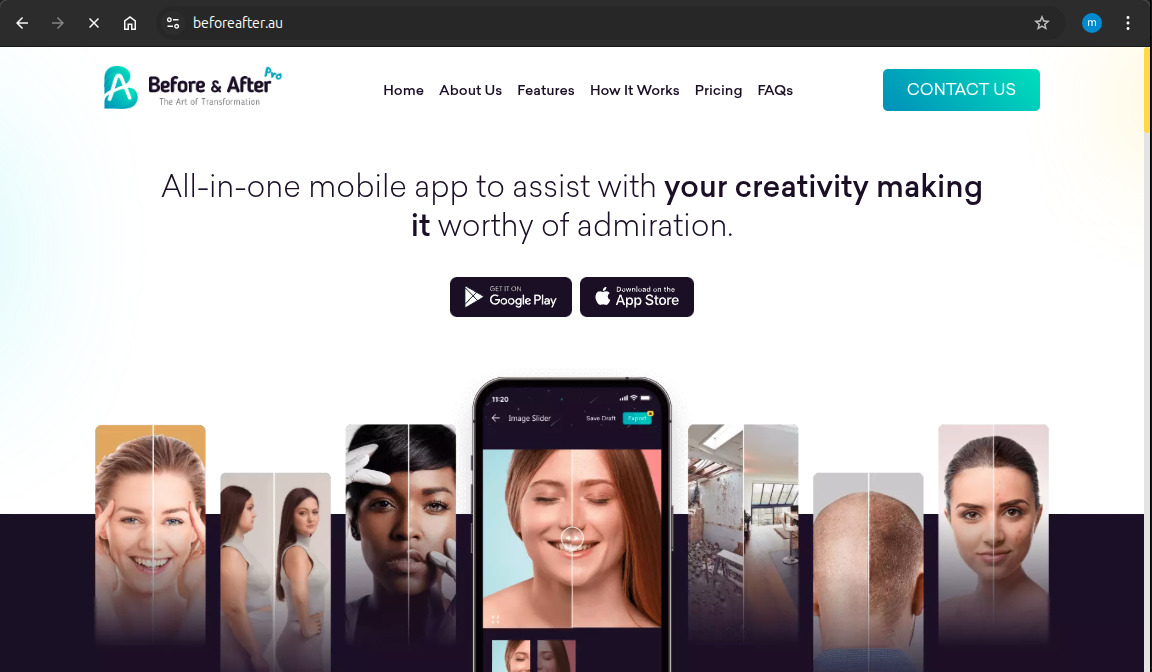 beforeafter.au
m
Before & After Pro
The Art of Transformation
Home About Us Features How It Works Pricing FAQs
CONTACT US
All-in-one mobile app to assist with your creativity making
it worthy of admiration.
GET IT ON
Google Play
Download on the
App Store
11:20
Image Slider Save Draft Export